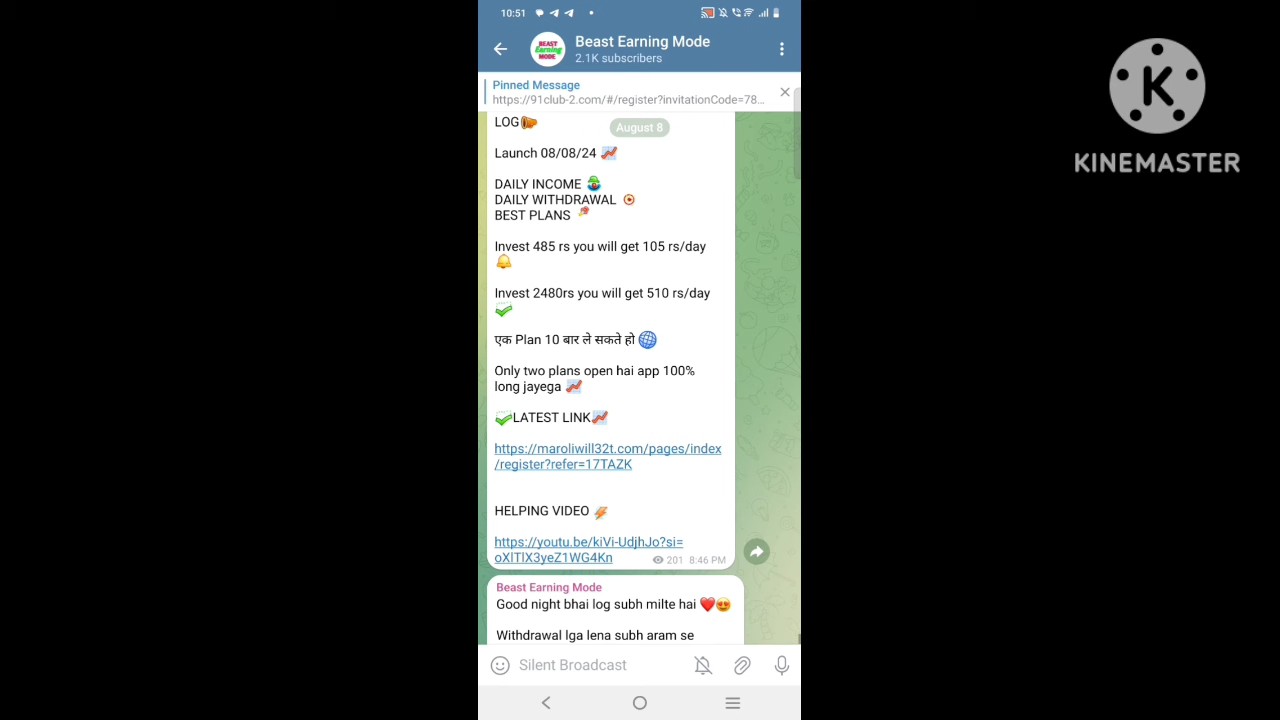 10:51
BEAST
Earning
MODE
Beast Earning Mode
2.1K subscribers
Pinned Message
https://91club-2.com/#/register?invitationCode=78...
LOG
August 8
Launch 08/08/24
DAILY INCOME
DAILY WITHDRAWAL
BEST PLANS
Invest 485 rs you will get 105 rs/day
Invest 2480rs you will get 510 rs/day
एक Plan 10 बार ले सकते हो
Only two plans open hai app 100%
long jayega
LATEST LINK
https://maroliwill32t.com/pages/index
/register?refer=17TAZK
HELPING VIDEO
https://youtu.be/kiVi-UdjhJo?si=
oXlTlX3yeZ1WG4Kn
201 8:46 PM
Beast Earning Mode
Good night bhai log subh milte hai
Withdrawal lga lena subh aram se
Silent Broadcast
K
KINEMASTER